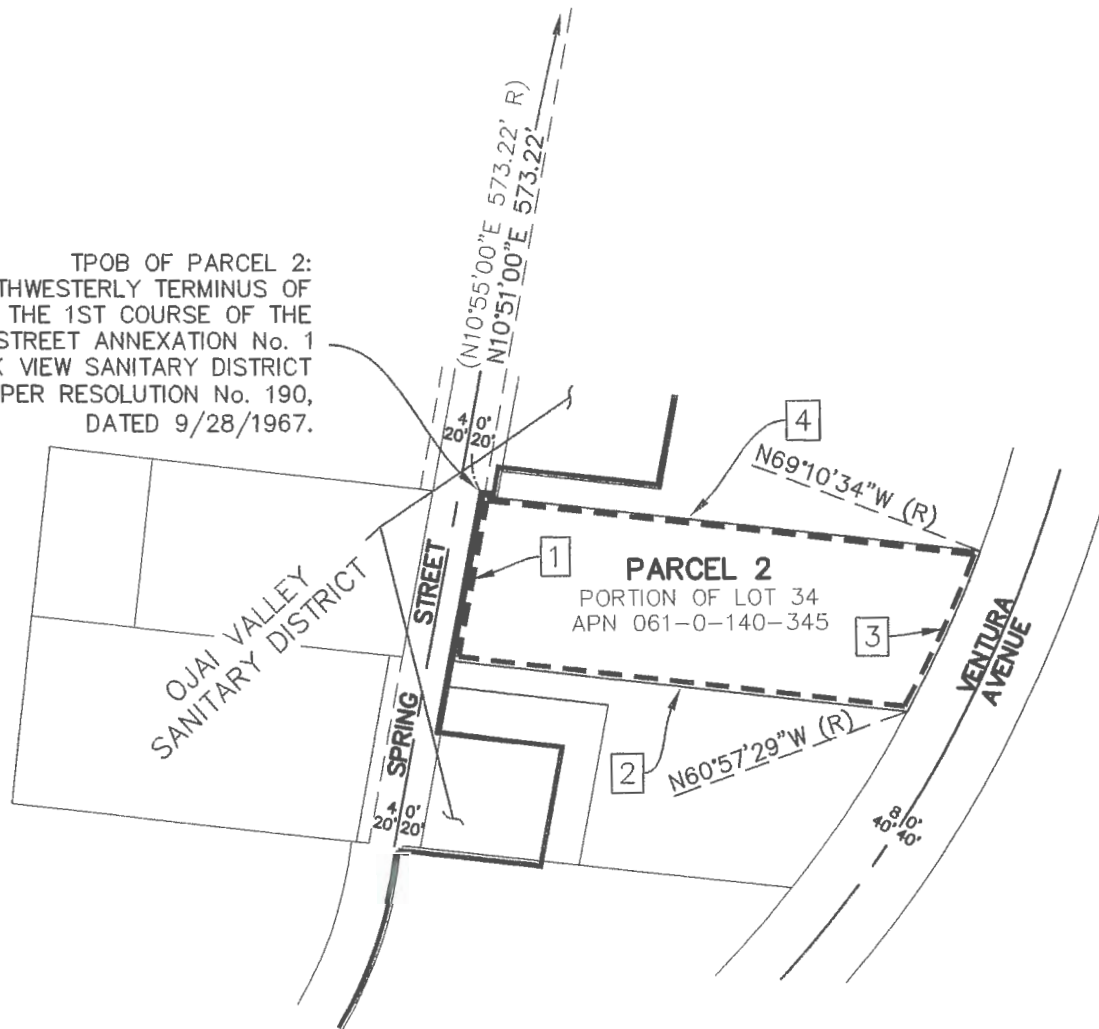 (N10°55'00"E 573.22' R)
N10°51'00"E 573.22'
TPOB OF PARCEL 2:
THWESTERLY TERMINUS OF
THE 1ST COURSE OF THE
STREET ANNEXATION No. 1
VIEW SANITARY DISTRICT
PER RESOLUTION No. 190,
DATED 9/28/1967.
4 0'
20' 20'
4
N69°10'34"W (R)
1
PARCEL 2
PORTION OF LOT 34
APN 061-0-140-345
3
OJAI VALLEY
SANITARY DISTRICT
SPRING STREET
VENTURA
AVENUE
2
N60°57'29"W (R)
4 0'
20' 20'
8 0'
40' 40'